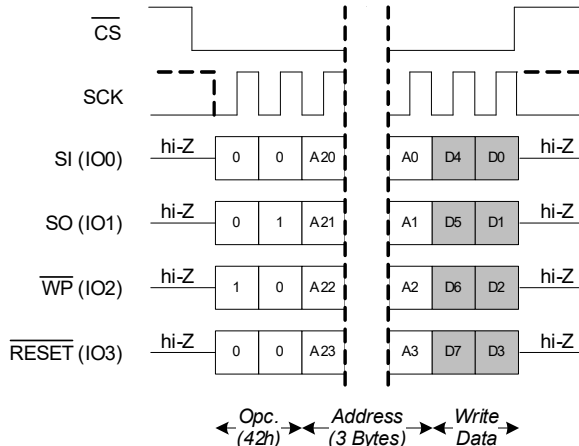 CS
SCK
hi-Z 0 0 A20 A0 D4 D0 hi-Z
SI (IO0)
hi-Z 0 1 A21 A1 D5 D1 hi-Z
SO (IO1)
hi-Z 1 0 A22 A2 D6 D2 hi-Z
WP (IO2)
hi-Z 0 0 A23 A3 D7 D3 hi-Z
RESET (IO3)
Opc. Address Write
(42h) (3 Bytes) Data